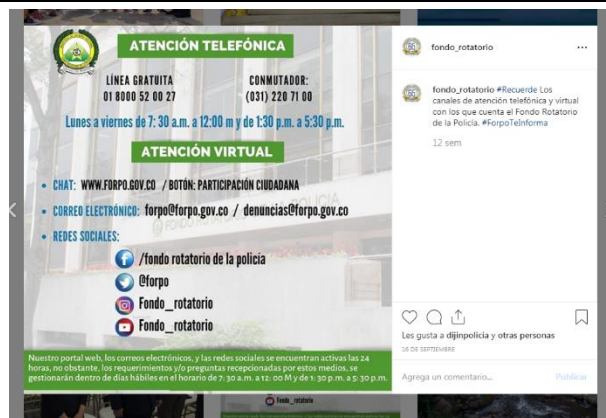 ATENCIÓN TELEFÓNICA
LÍNEA GRATUITA
01 8000 52 00 27
CONMUTADOR:
(031) 220 71 00
Lunes a viernes de 7: 30 a.m. a 12:00 m y de 1:30 p.m. a 5:30 p.m.
ATENCIÓN VIRTUAL
• CHAT: WWW.FORPO.GOV.CO / BOTÓN: PARTICIPACIÓN CIUDADANA
• CORREO ELECTRÓNICO: forpo@forpo.gov.co / denuncias@forpo.gov.co
• REDES SOCIALES:
/fondo rotatorio de la policía
@forpo
Fondo_rotatorio
Fondo_rotatorio
Nuestro portal web, los correos electrónicos, y las redes sociales se encuentran activas las 24
horas, no obstante, los requerimientos y/o preguntas recepcionadas por estos medios, se
gestionarán dentro de días hábiles en el horario de 7: 30 a.m. a 12: 00 M y de 1: 30 p.m. a 5: 30 p.m.
fondo_rotatorio
fondo_rotatorio #Recuerde Los
canales de atención telefónica y virtual
con los que cuenta el Fondo Rotatorio
de la Policía. #ForpoTeInforma
12 sem
Les gusta a dijinpolicia y otras personas
26 DE SEPTIEMBRE
Agrega un comentario...
Publicar
Fondo_rotatorio